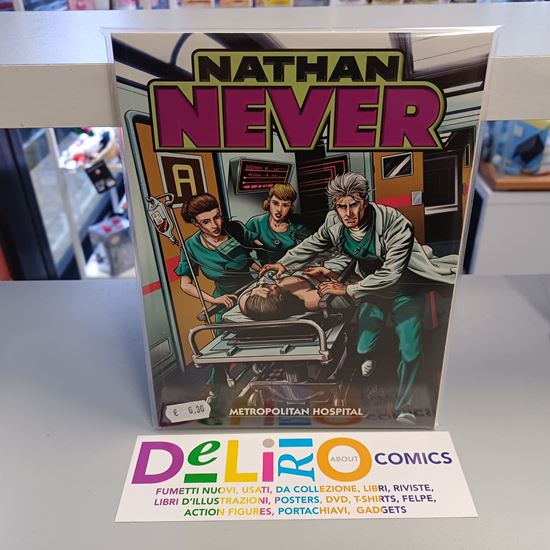 NATHAN
NEVER
A
METROPOLITAN HOSPITAL
€ 6,00
DeLiRiO
ABOUT
COMICS
FUMETTI NUOVI, USATI, DA COLLEZIONE, LIBRI, RIVISTE,
LIBRI D'ILLUSTRAZIONI, POSTERS, DVD, T-SHIRTS, FELPE,
ACTION FIGURES, PORTACHIAVI, GADGETS